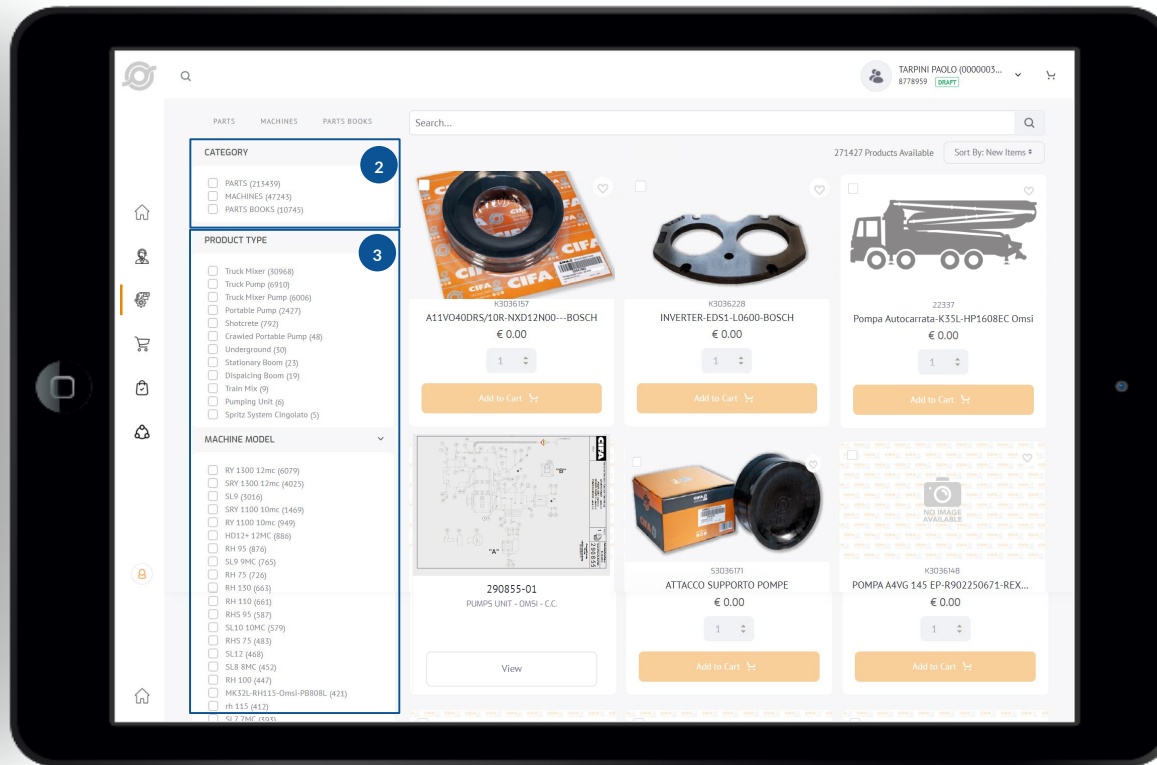 TARPINI PAOLO (0000003...
8778959 DRAFT
PARTS MACHINES PARTS BOOKS
Search...
271427 Products Available
Sort By: New Items
CATEGORY
2
PARTS (213439)
MACHINES (47243)
PARTS BOOKS (10745)
PRODUCT TYPE
3
Truck Mixer (30968)
Truck Pump (6910)
Truck Mixer Pump (6006)
Portable Pump (2427)
Shotcrete (792)
Crawled Portable Pump (48)
Underground (30)
Stationary Boom (23)
Dispalcing Boom (19)
Train Mix (9)
Pumping Unit (6)
Spritz System Cingolato (5)
MACHINE MODEL
RY 1300 12mc (6079)
SRY 1300 12mc (4025)
SL9 (3016)
SRY 1100 10mc (1469)
RY 1100 10mc (949)
HD12+ 12MC (886)
RH 95 (876)
SL9 9MC (765)
RH 75 (726)
RH 130 (663)
RH 110 (661)
RHS 95 (587)
SL10 10MC (579)
RHS 75 (483)
SL12 (468)
SL8 8MC (452)
RH 100 (447)
MK32L-RH115-Omsi-PB808L (421)
rh 115 (412)
SL7 7MC (393)
CIFA
K3036157
A11VO40DRS/10R-NXD12N00---BOSCH
€ 0.00
1
Add to Cart
K3036228
INVERTER-EDS1-L0600-BOSCH
€ 0.00
1
Add to Cart
22337
Pompa Autocarrata-K35L-HP1608EC Omsi
€ 0.00
1
Add to Cart
CIFA
"B"
"A"
290855
290855-01
PUMPS UNIT - OMSI - C.C.
View
CIFA
S3036171
ATTACCO SUPPORTO POMPE
€ 0.00
1
Add to Cart
NO IMAGE
AVAILABLE
K3036148
POMPA A4VG 145 EP-R902250671-REX...
€ 0.00
1
Add to Cart